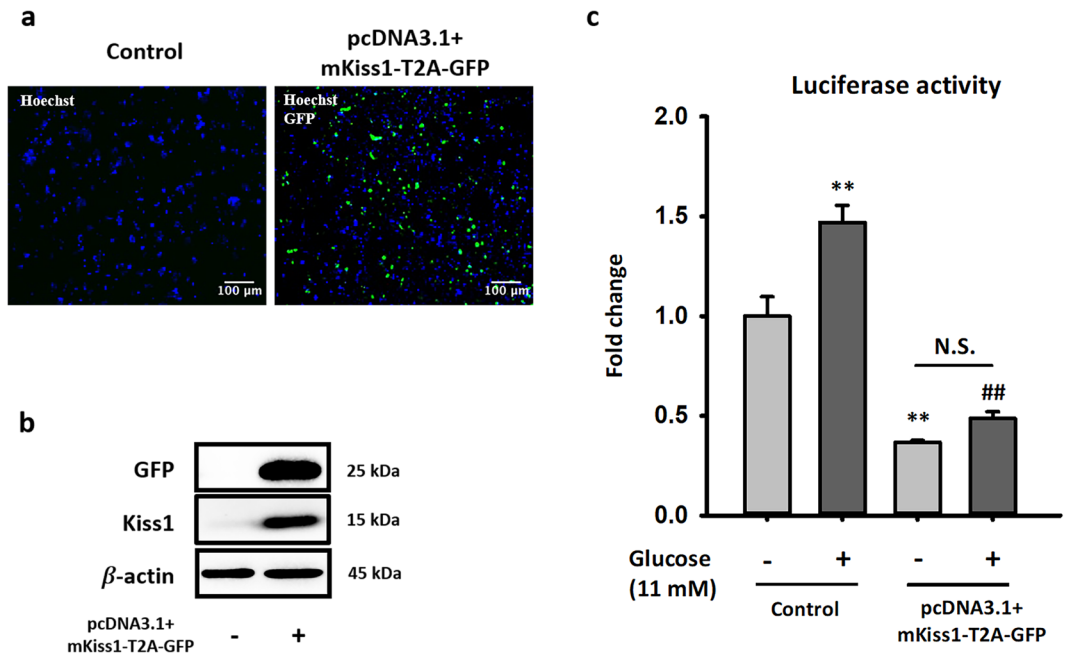 a
Control
pcDNA3.1+
mKiss1-T2A-GFP
Hoechst
100 μm
Hoechst
GFP
100 μm
b
GFP
25 kDa
Kiss1
15 kDa
β-actin
45 kDa
pcDNA3.1+
mKiss1-T2A-GFP
- +
c
Luciferase activity
Fold change
2.0
1.5
1.0
0.5
0.0
**
**
N.S.
##
Glucose
(11 mM)
- + - +
Control
pcDNA3.1+
mKiss1-T2A-GFP